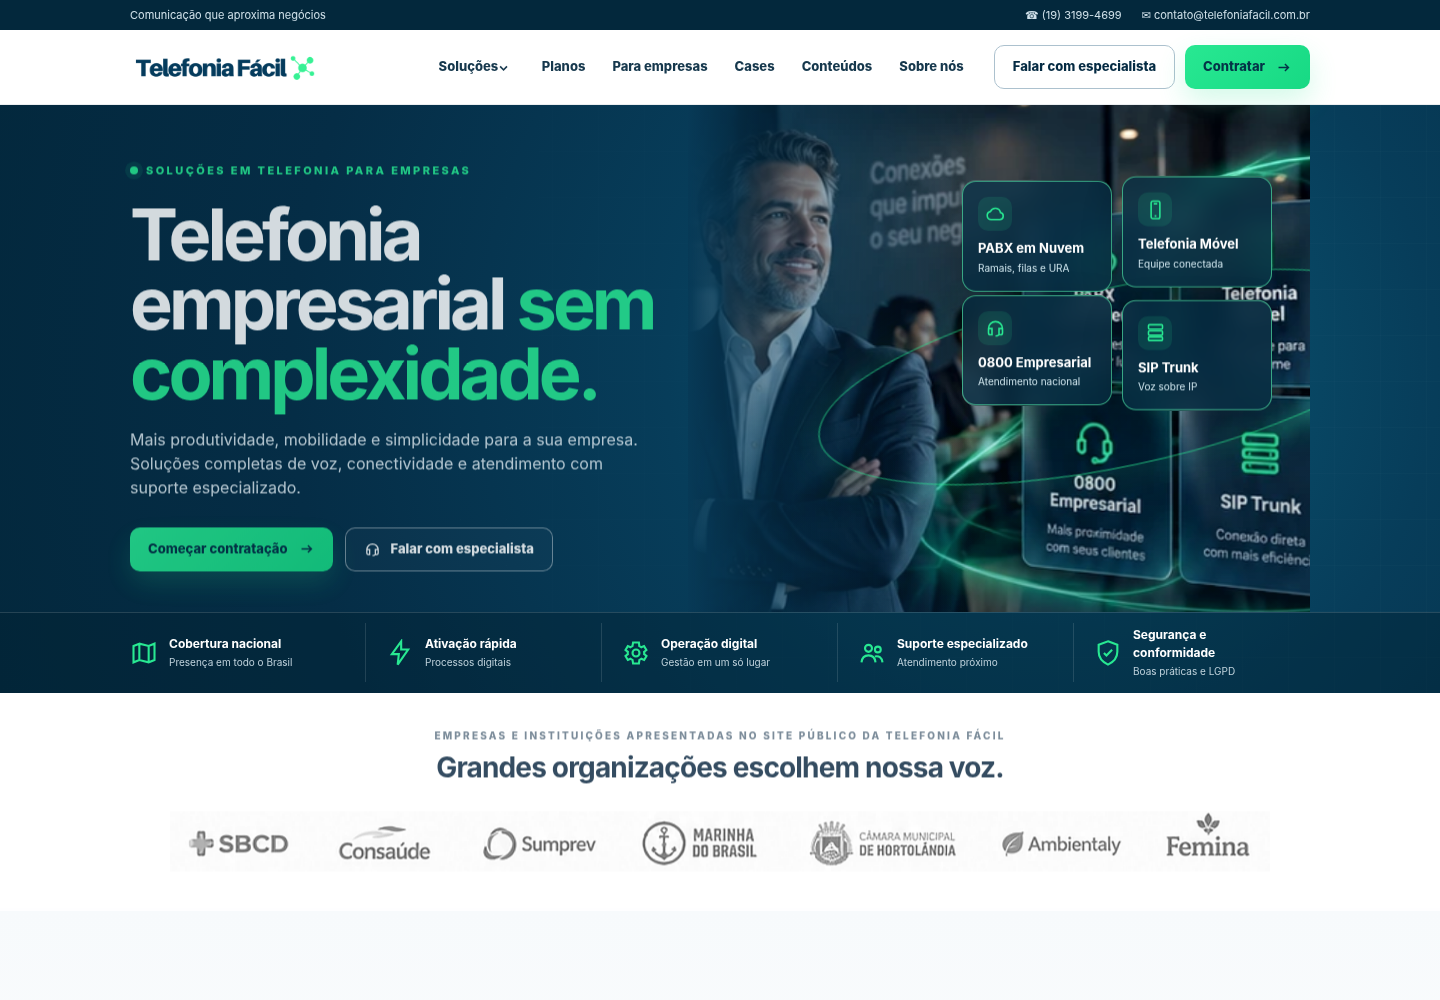 Comunicação que aproxima negócios
☎ (19) 3199-4699
✉ contato@telefoniafacil.com.br
Telefonia Fácil
Soluções
Planos
Para empresas
Cases
Conteúdos
Sobre nós
Falar com especialista
Contratar →
SOLUÇÕES EM TELEFONIA PARA EMPRESAS
Telefonia
empresarial sem
complexidade.
Mais produtividade, mobilidade e simplicidade para a sua empresa.
Soluções completas de voz, conectividade e atendimento com
suporte especializado.
Começar contratação →
Falar com especialista
Conexões
que
o seu
PABX em Nuvem
Ramais, filas e URA
Telefonia Móvel
Equipe conectada
0800 Empresarial
Atendimento nacional
SIP Trunk
Voz sobre IP
Telefonia
para
0800
Empresarial
Mais proximidade
com seus clientes
SIP Trunk
Conexão direta
com mais
Cobertura nacional
Presença em todo o Brasil
Ativação rápida
Processos digitais
Operação digital
Gestão em um só lugar
Suporte especializado
Atendimento próximo
Segurança e
conformidade
Boas práticas e LGPD
EMPRESAS E INSTITUIÇÕES APRESENTADAS NO SITE PÚBLICO DA TELEFONIA FÁCIL
Grandes organizações escolhem nossa voz.
SBCD
Consaúde
Sumprev
MARINHA
DO BRASIL
CÂMARA MUNICIPAL
DE HORTOLÂNDIA
Ambientaly
Femina